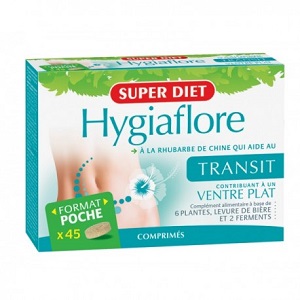 SUPER DIET
Hygiaflore
À LA RHUBARBE DE CHINE QUI AIDE AU
TRANSIT
CONTRIBUANT À UN
VENTRE PLAT
Complément alimentaire à base de
6 PLANTES, LEVURE DE BIÈRE
ET 2 FERMENTS
FORMAT
POCHE
x 45
COMPRIMÉS